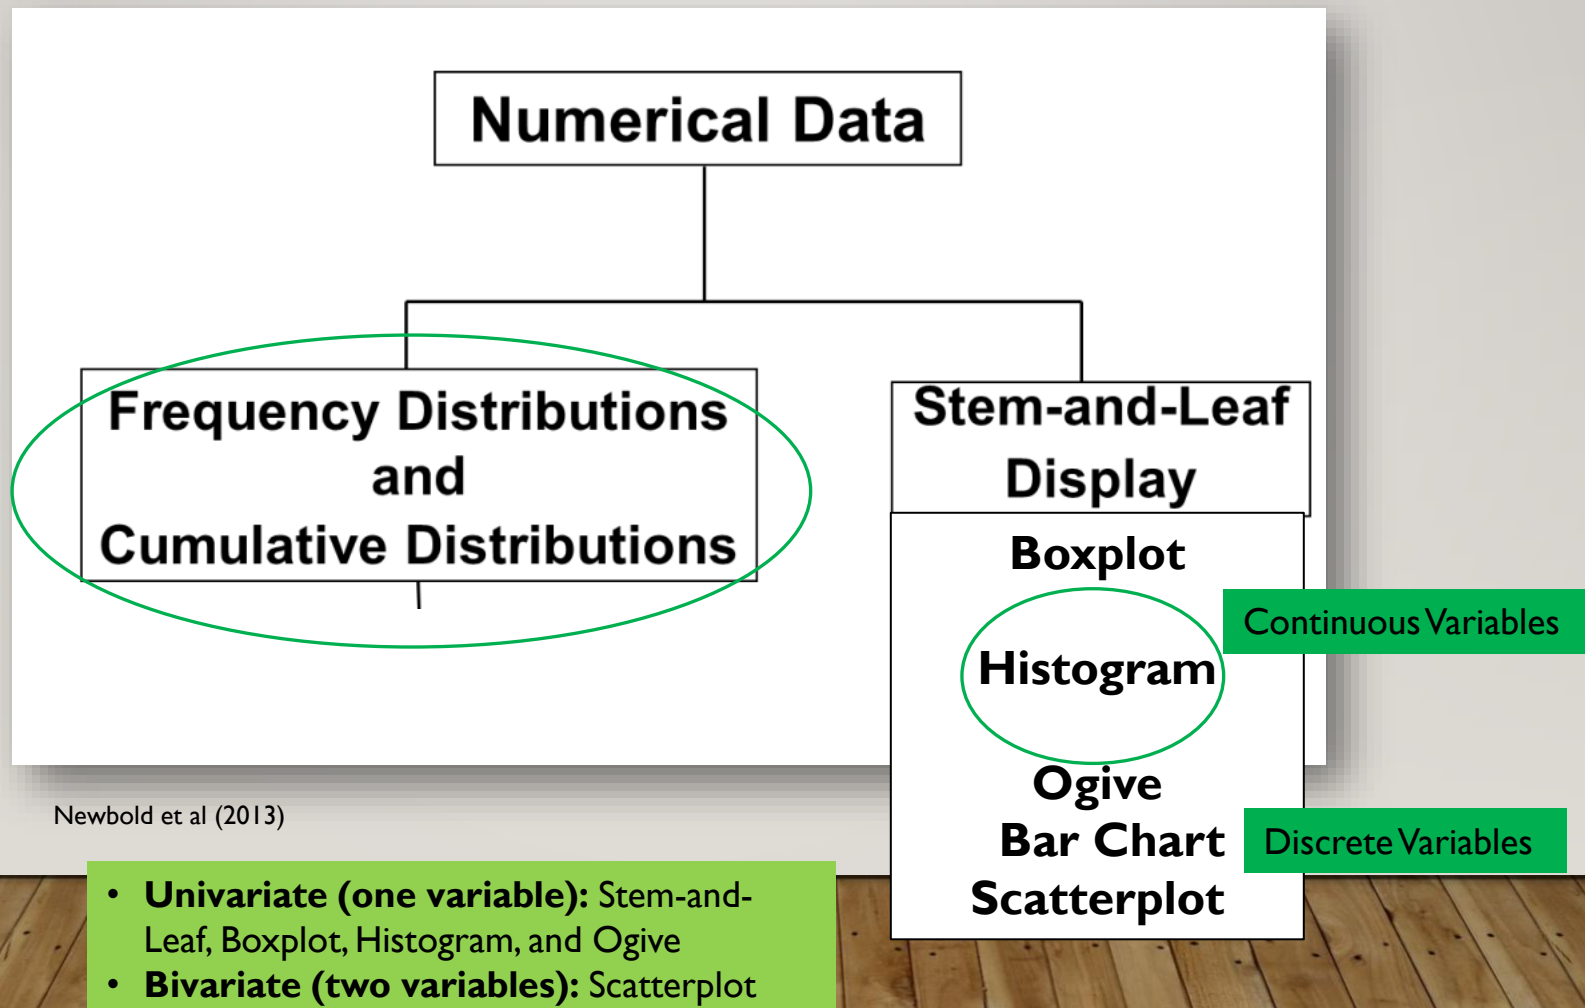 Numerical Data
Frequency Distributions
and
Cumulative Distributions
Stem-and-Leaf
Display
Boxplot
Histogram
Continuous Variables
Ogive
Bar Chart
Discrete Variables
Scatterplot
Newbold et al (2013)
• Univariate (one variable): Stem-and-
Leaf, Boxplot, Histogram, and Ogive
• Bivariate (two variables): Scatterplot